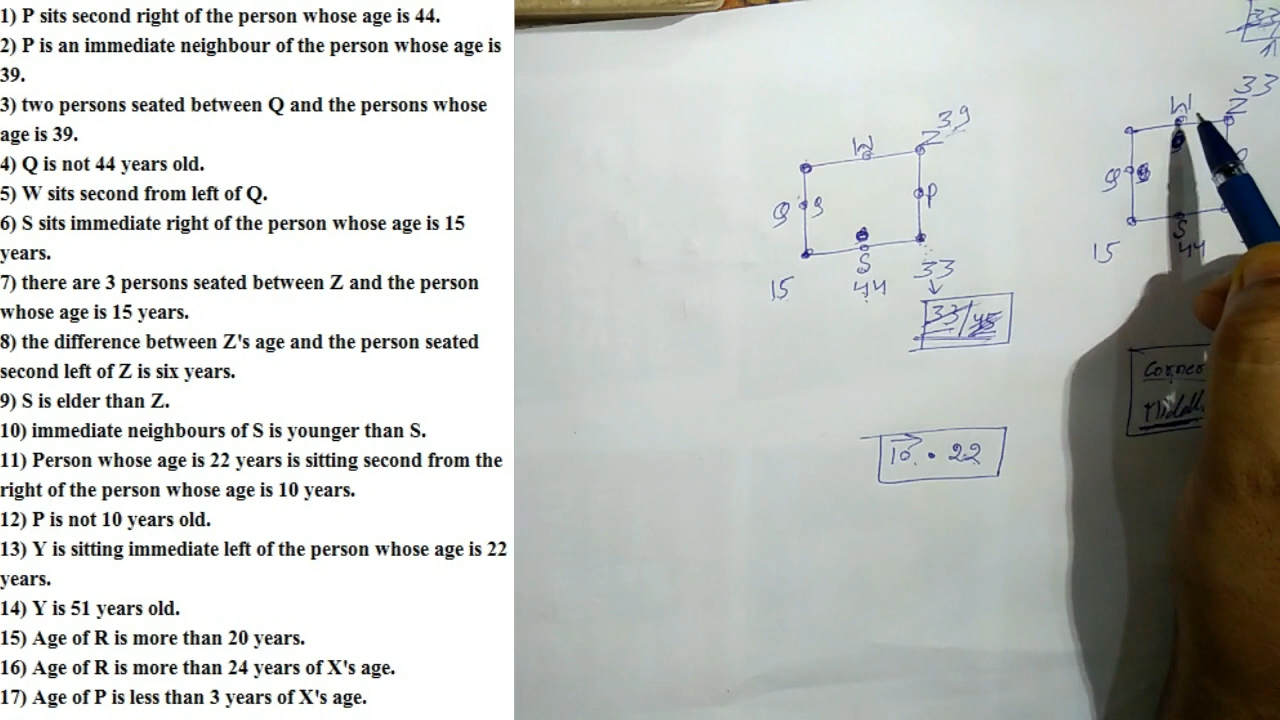 1) P sits second right of the person whose age is 44.
2) P is an immediate neighbour of the person whose age is
39.
3) two persons seated between Q and the persons whose
age is 39.
4) Q is not 44 years old.
5) W sits second from left of Q.
6) S sits immediate right of the person whose age is 15
years.
7) there are 3 persons seated between Z and the person
whose age is 15 years.
8) the difference between Z's age and the person seated
second left of Z is six years.
9) S is elder than Z.
10) immediate neighbours of S is younger than S.
11) Person whose age is 22 years is sitting second from the
right of the person whose age is 10 years.
12) P is not 10 years old.
13) Y is sitting immediate left of the person whose age is 22
years.
14) Y is 51 years old.
15) Age of R is more than 20 years.
16) Age of R is more than 24 years of X's age.
17) Age of P is less than 3 years of X's age.
39
W Z
Q P
S
15 44 33
33/45
10 . 22
33
33
W Z
Q
S
15 44
Corner